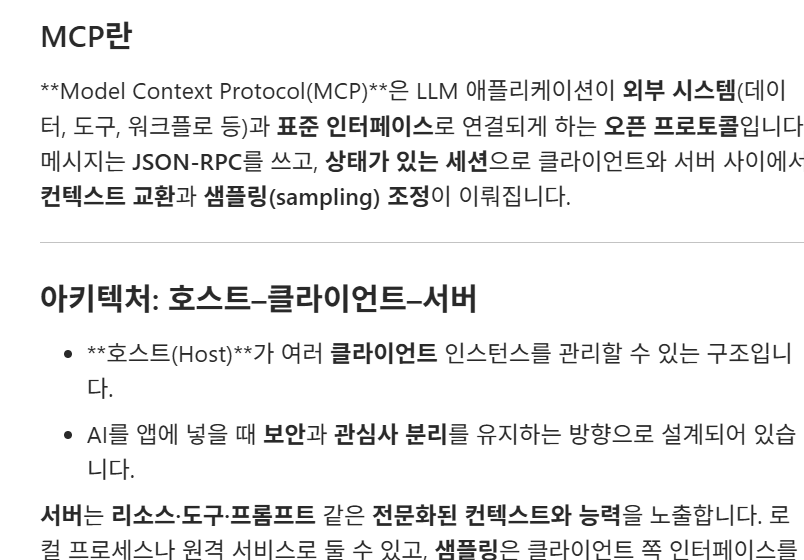 MCP란
**Model Context Protocol(MCP)**은 LLM 애플리케이션이 외부 시스템(데이
터, 도구, 워크플로 등)과 표준 인터페이스로 연결되게 하는 오픈 프로토콜입니다
메시지는 JSON-RPC를 쓰고, 상태가 있는 세션으로 클라이언트와 서버 사이에서
컨텍스트 교환과 샘플링(sampling) 조정이 이뤄집니다.
아키텍처: 호스트–클라이언트–서버
• **호스트(Host)**가 여러 클라이언트 인스턴스를 관리할 수 있는 구조입니
다.
• AI를 앱에 넣을 때 보안과 관심사 분리를 유지하는 방향으로 설계되어 있습
니다.
서버는 리소스·도구·프롬프트 같은 전문화된 컨텍스트와 능력을 노출합니다. 로
컬 프로세스나 원격 서비스로 둘 수 있고, 샘플링은 클라이언트 쪽 인터페이스를